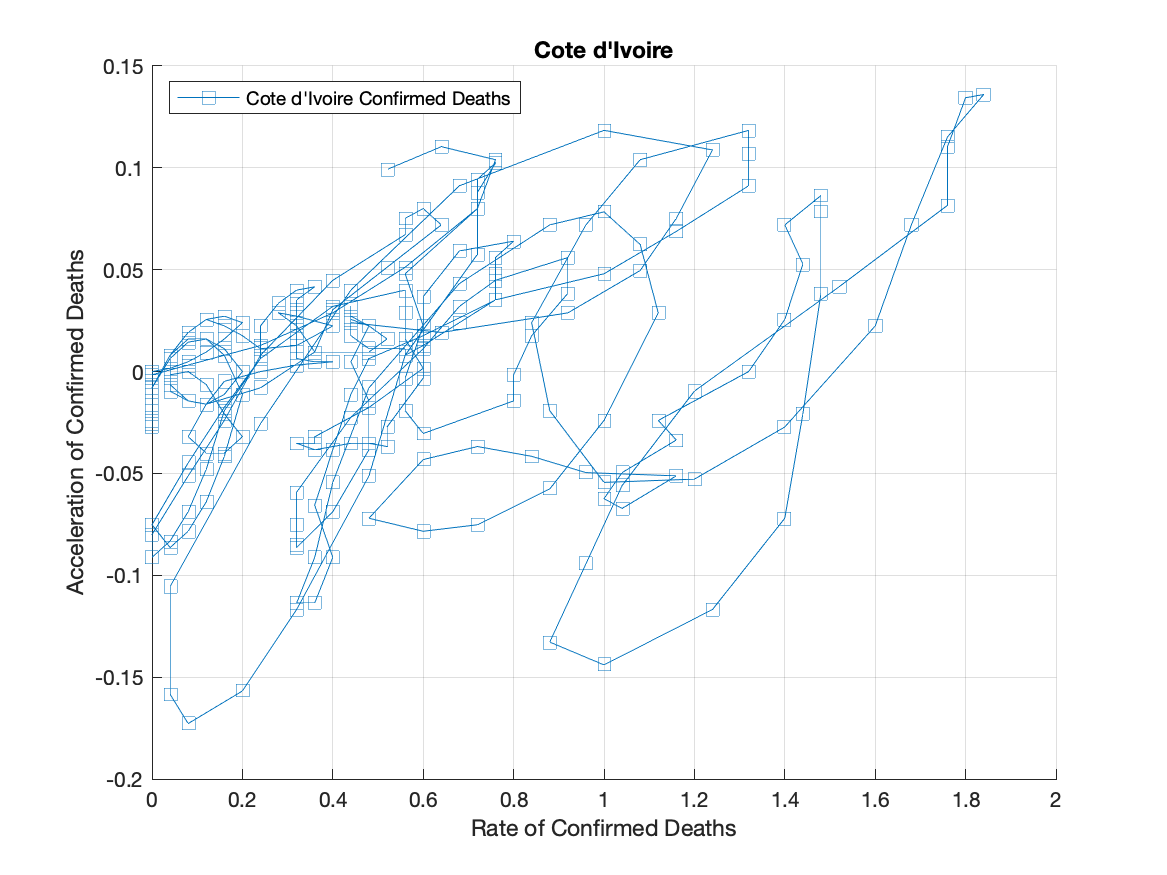 Cote d'Ivoire
Cote d'Ivoire Confirmed Deaths
0.15
0.1
0.05
0
-0.05
-0.1
-0.15
-0.2
Acceleration of Confirmed Deaths
0 0.2 0.4 0.6 0.8 1 1.2 1.4 1.6 1.8 2
Rate of Confirmed Deaths